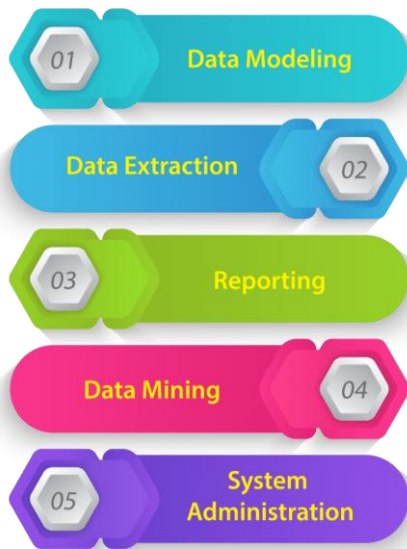 01 Data Modeling
Data Extraction 02
03 Reporting
Data Mining 04
05 System
Administration